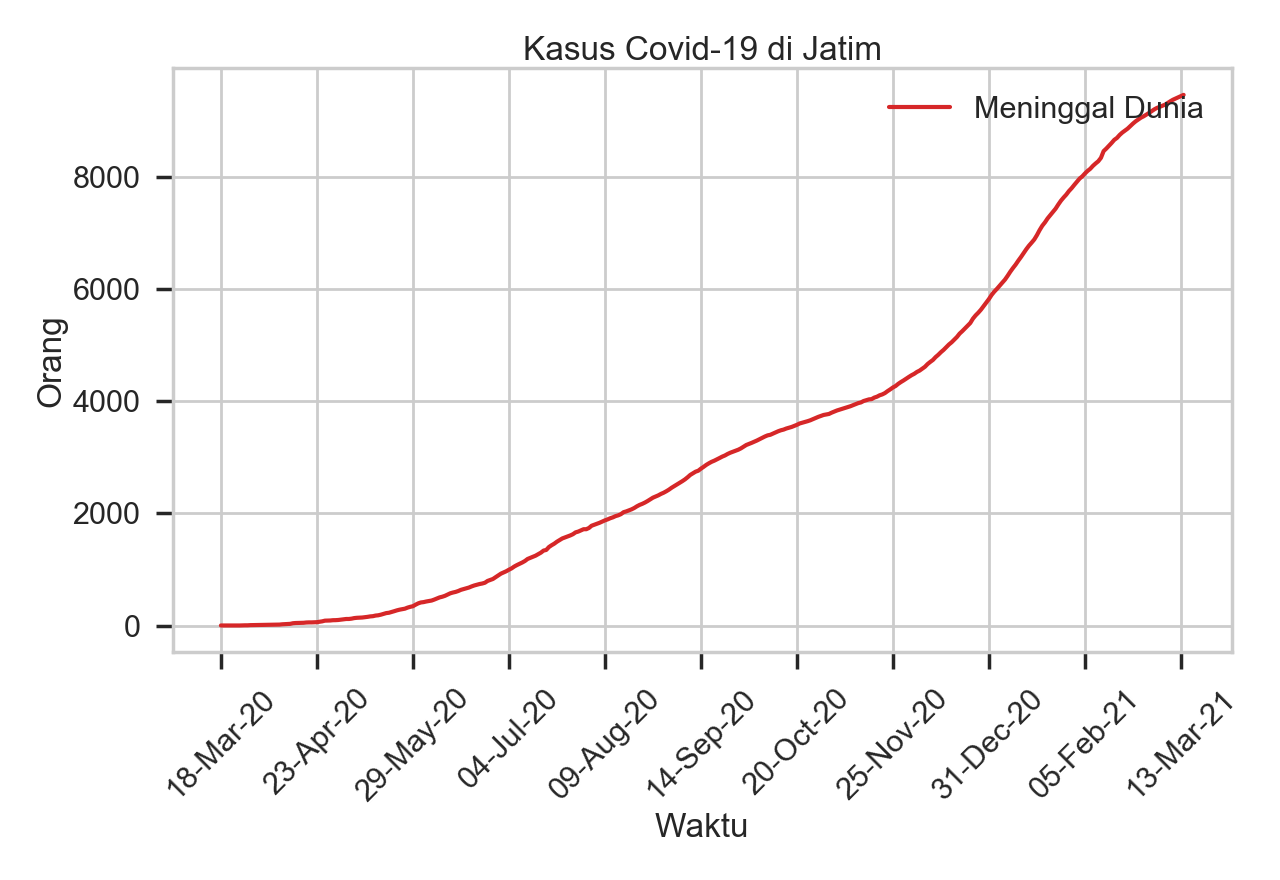 Kasus Covid-19 di Jatim
Meninggal Dunia
Orang
8000
6000
4000
2000
0
18-Mar-20
23-Apr-20
29-May-20
04-Jul-20
09-Aug-20
14-Sep-20
20-Oct-20
25-Nov-20
31-Dec-20
05-Feb-21
13-Mar-21
Waktu